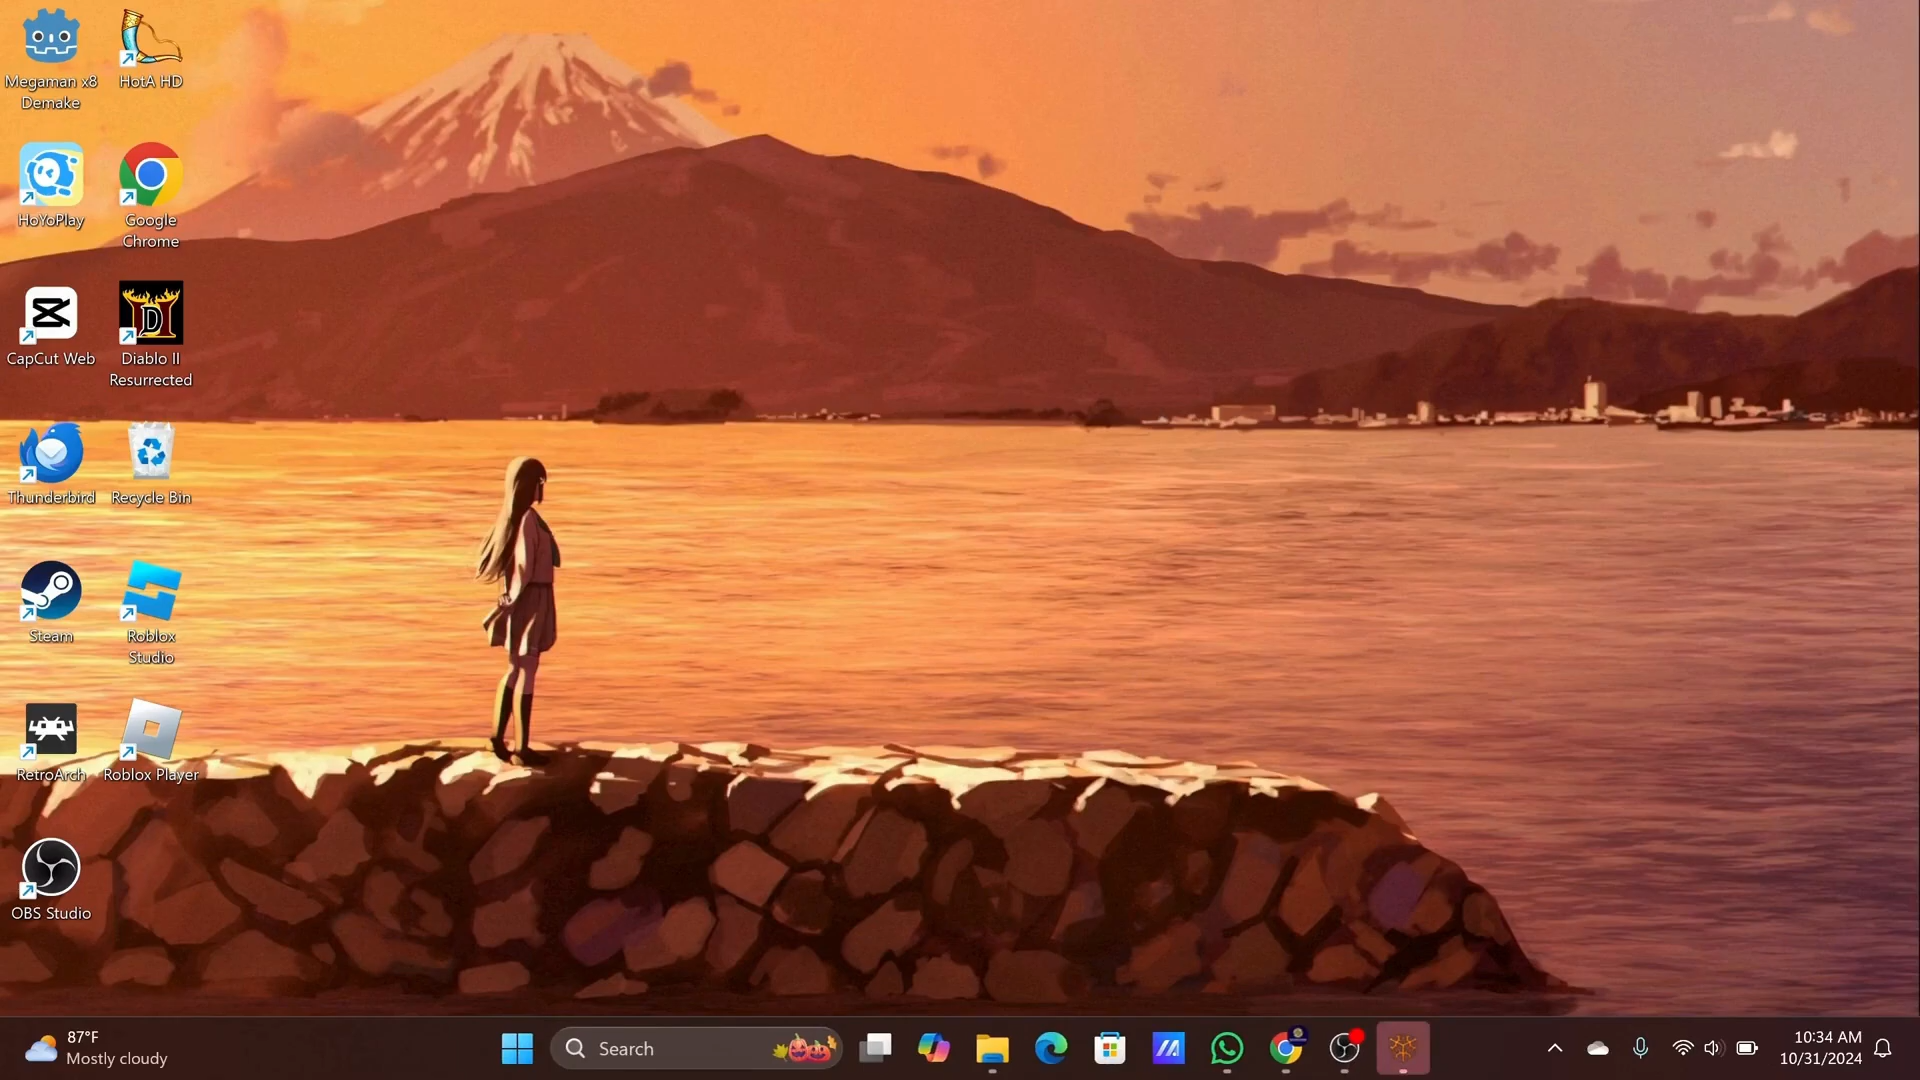 Megaman x8
Demake
HotA HD
HoYoPlay
Google
Chrome
CapCut Web
Diablo II
Resurrected
Thunderbird
Recycle Bin
Steam
Roblox
Studio
RetroArch
Roblox Player
OBS Studio
87°F
Mostly cloudy
Search
10:34 AM
10/31/2024